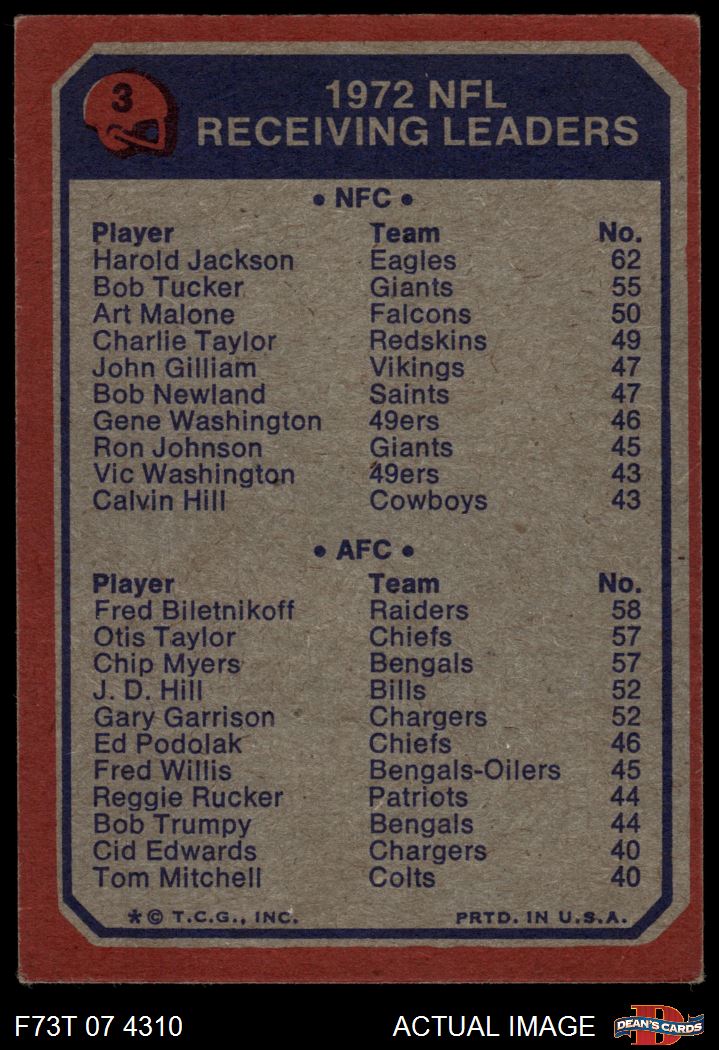 3
1972 NFL
RECEIVING LEADERS
• NFC •
Player Team No.
Harold Jackson Eagles 62
Bob Tucker Giants 55
Art Malone Falcons 50
Charlie Taylor Redskins 49
John Gilliam Vikings 47
Bob Newland Saints 47
Gene Washington 49ers 46
Ron Johnson Giants 45
Vic Washington 49ers 43
Calvin Hill Cowboys 43
• AFC •
Player Team No.
Fred Biletnikoff Raiders 58
Otis Taylor Chiefs 57
Chip Myers Bengals 57
J. D. Hill Bills 52
Gary Garrison Chargers 52
Ed Podolak Chiefs 46
Fred Willis Bengals-Oilers 45
Reggie Rucker Patriots 44
Bob Trumpy Bengals 44
Cid Edwards Chargers 40
Tom Mitchell Colts 40
* © T.C.G., INC. PRTD. IN U.S.A.
F73T 07 4310 ACTUAL IMAGE D DEAN'S CARDS